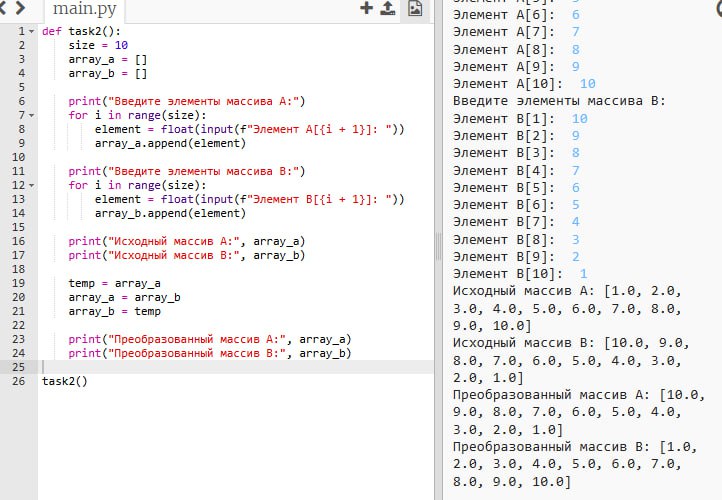 main.py
1 def task2():
2 size = 10
3 array_a = []
4 array_b = []
5
6 print("Введите элементы массива A:")
7 for i in range(size):
8 element = float(input(f"Элемент A[{i + 1}]: "))
9 array_a.append(element)
10
11 print("Введите элементы массива B:")
12 for i in range(size):
13 element = float(input(f"Элемент B[{i + 1}]: "))
14 array_b.append(element)
15
16 print("Исходный массив A:", array_a)
17 print("Исходный массив B:", array_b)
18
19 temp = array_a
20 array_a = array_b
21 array_b = temp
22
23 print("Преобразованный массив A:", array_a)
24 print("Преобразованный массив B:", array_b)
25
26 task2()
Элемент A[6]: 6
Элемент A[7]: 7
Элемент A[8]: 8
Элемент A[9]: 9
Элемент A[10]: 10
Введите элементы массива B:
Элемент B[1]: 10
Элемент B[2]: 9
Элемент B[3]: 8
Элемент B[4]: 7
Элемент B[5]: 6
Элемент B[6]: 5
Элемент B[7]: 4
Элемент B[8]: 3
Элемент B[9]: 2
Элемент B[10]: 1
Исходный массив A: [1.0, 2.0,
3.0, 4.0, 5.0, 6.0, 7.0, 8.0,
9.0, 10.0]
Исходный массив B: [10.0, 9.0,
8.0, 7.0, 6.0, 5.0, 4.0, 3.0,
2.0, 1.0]
Преобразованный массив A: [10.0,
9.0, 8.0, 7.0, 6.0, 5.0, 4.0,
3.0, 2.0, 1.0]
Преобразованный массив B: [1.0,
2.0, 3.0, 4.0, 5.0, 6.0, 7.0,
8.0, 9.0, 10.0]